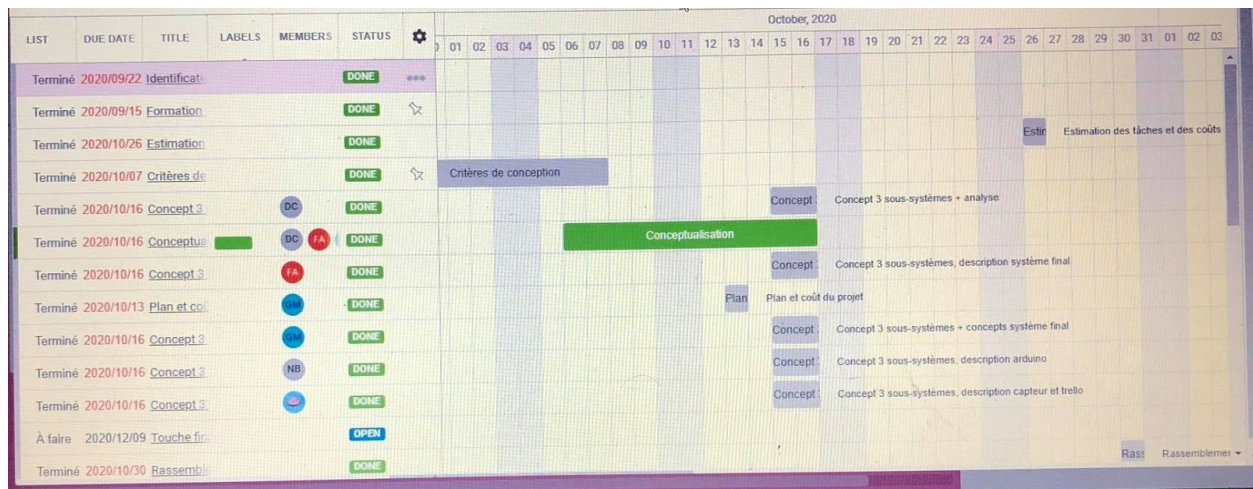 October, 2020
LIST DUE DATE TITLE LABELS MEMBERS STATUS
01 02 03 04 05 06 07 08 09 10 11 12 13 14 15 16 17 18 19 20 21 22 23 24 25 26 27 28 29 30 31 01 02 03
Terminé 2020/09/22 Identificati DONE
Terminé 2020/09/15 Formation DONE
Terminé 2020/10/26 Estimation DONE Estin Estimation des tâches et des coûts
Terminé 2020/10/07 Critères de DONE Critères de conception
Terminé 2020/10/16 Concept 3 DC DONE Concept Concept 3 sous-systèmes + analyse
Terminé 2020/10/16 Conceptua DC FA DONE Conceptualisation
Terminé 2020/10/16 Concept 3 FA DONE Concept Concept 3 sous-systèmes, description système final
Terminé 2020/10/13 Plan et coû GM DONE Plan Plan et coût du projet
Terminé 2020/10/16 Concept 3 GM DONE Concept Concept 3 sous-systèmes + concepts système final
Terminé 2020/10/16 Concept 3 NB DONE Concept Concept 3 sous-systèmes, description arduino
Terminé 2020/10/16 Concept 3 DONE Concept Concept 3 sous-systèmes, description capteur et trello
À faire 2020/12/09 Touche fin OPEN
Terminé 2020/10/30 Rassembl DONE Rass Rassemblemer